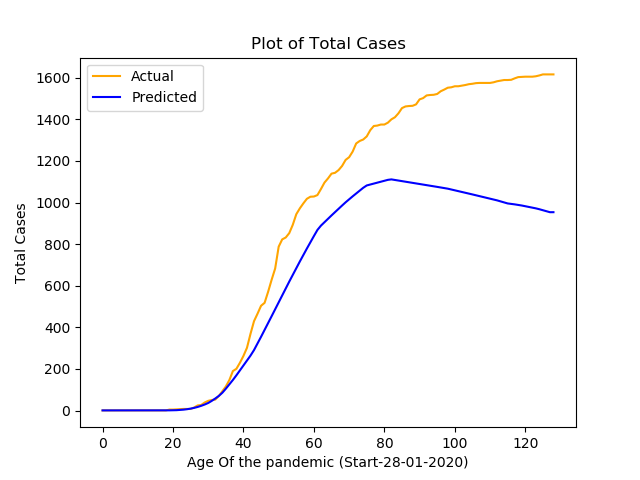 Plot of Total Cases
Actual
Predicted
1600
1400
1200
1000
800
600
400
200
0
Total Cases
0 20 40 60 80 100 120
Age Of the pandemic (Start-28-01-2020)